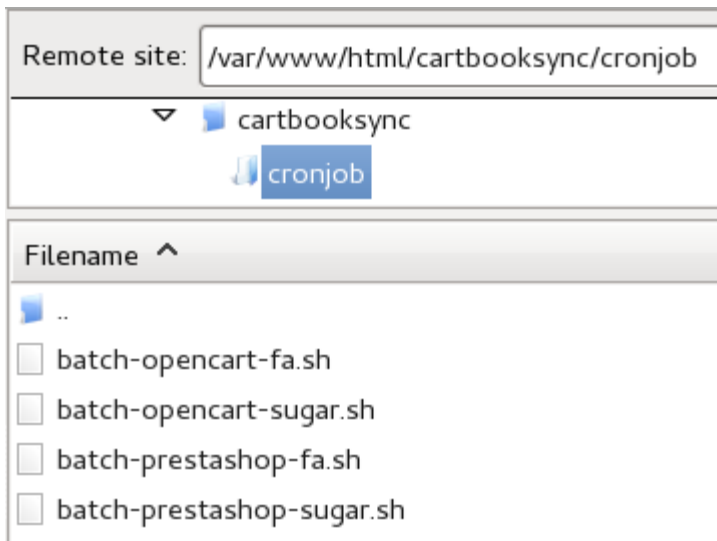 Remote site: /var/www/html/cartbooksync/cronjob
cartbooksync
cronjob
Filename
..
batch-opencart-fa.sh
batch-opencart-sugar.sh
batch-prestashop-fa.sh
batch-prestashop-sugar.sh